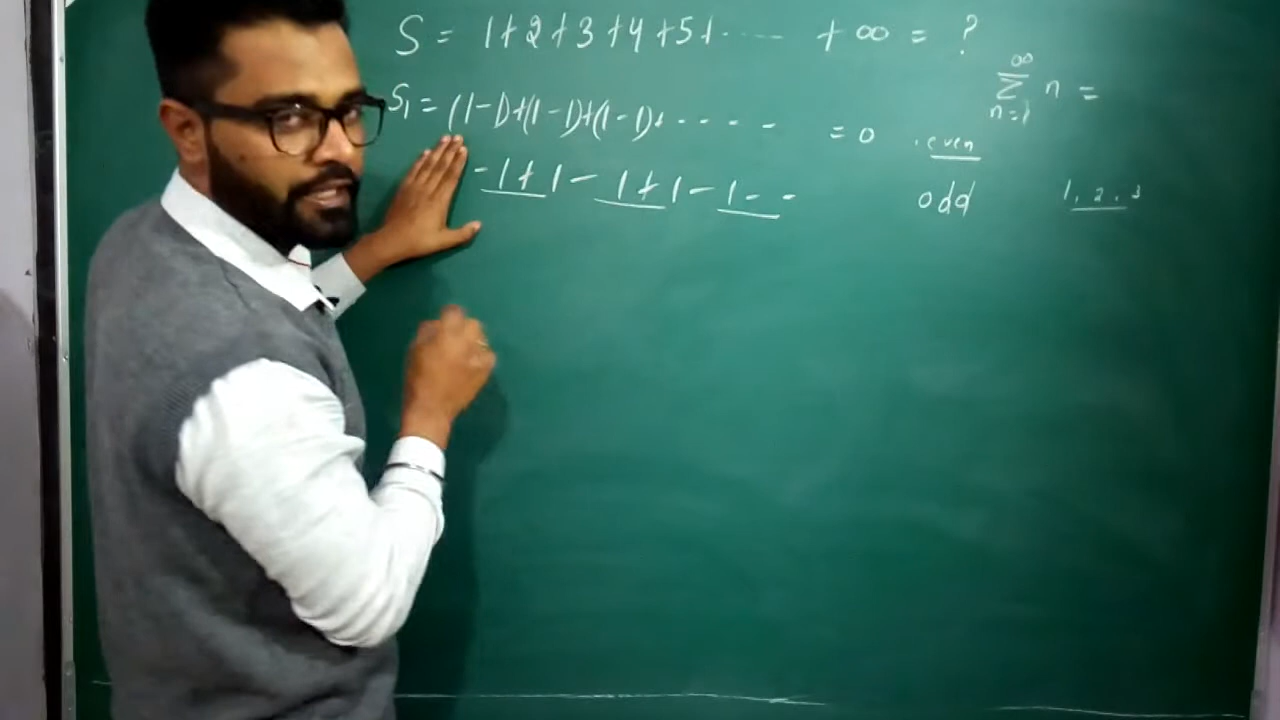 S = 1+2+3+4+5+ ...... + ∞ = ?
∞
∑ n =
n=1
S₁ = (1-1)+(1-1)+(1-1)+ ..... = 0
-1+1-1+1-1--
.even
odd
1, 2, 3